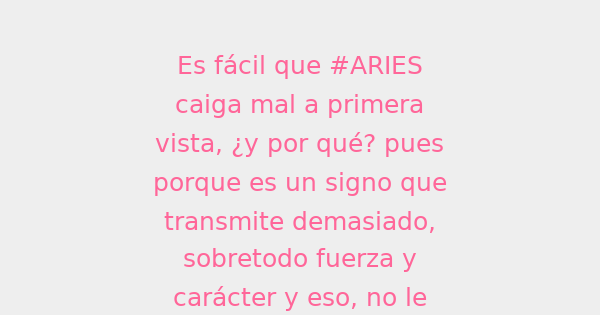 Es fácil que #ARIES
caiga mal a primera
vista, ¿y por qué? pues
porque es un signo que
transmite demasiado,
sobretodo fuerza y
carácter y eso, no le